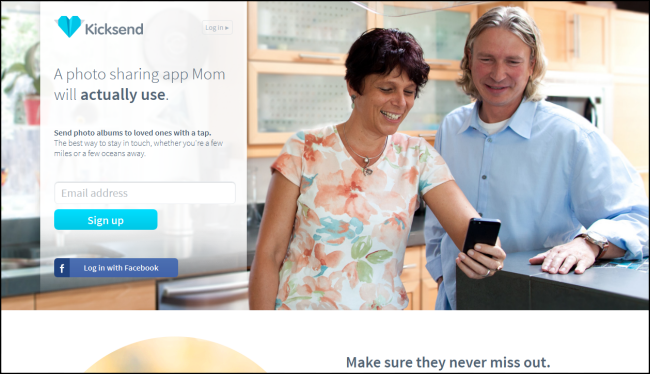 Kicksend
Log in ▸
A photo sharing app Mom
will actually use.
Send photo albums to loved ones with a tap.
The best way to stay in touch, whether you're a few
miles or a few oceans away.
Email address
Sign up
f Log in with Facebook
Make sure they never miss out.